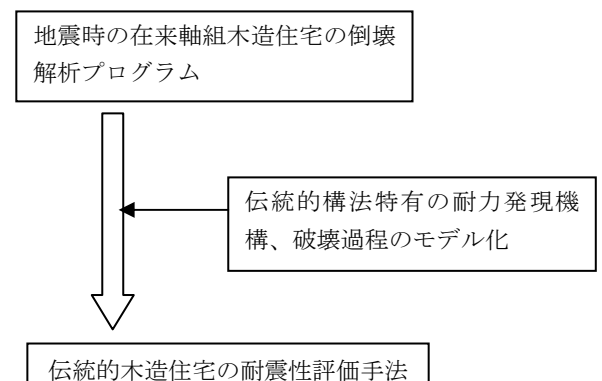 地震時の在来軸組木造住宅の倒壊
解析プログラム
伝統的構法特有の耐力発現機
構、破壊過程のモデル化
伝統的木造住宅の耐震性評価手法